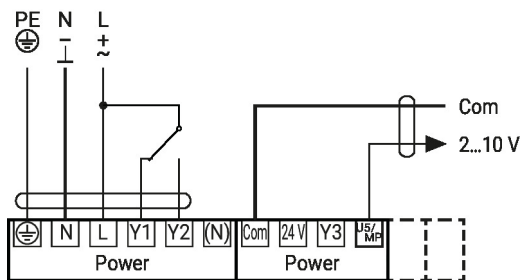 PE N L
– +
⊥ ~
Com
2...10 V
N L Y1 Y2 (N) Com 24 V Y3 U5/
MP
Power Power